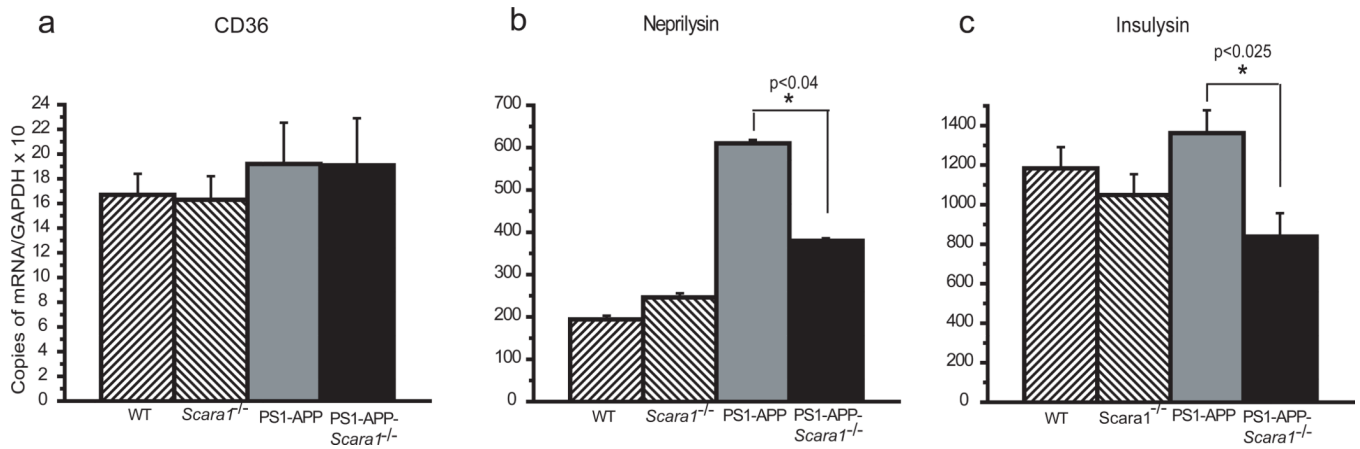 a
CD36
Copies of mRNA/GAPDH x 10
24
22
20
18
16
14
12
10
8
6
4
2
0
WT
Scara1-/-
PS1-APP
PS1-APP-
Scara1-/-
b
Neprilysin
p<0.04
*
700
600
500
400
300
200
100
000
WT
Scara1-/-
PS1-APP
PS1-APP-
Scara1-/-
c
Insulysin
p<0.025
*
1400
1200
1000
800
600
400
200
0
WT
Scara1-/-
PS1-APP
PS1-APP-
Scara1-/-